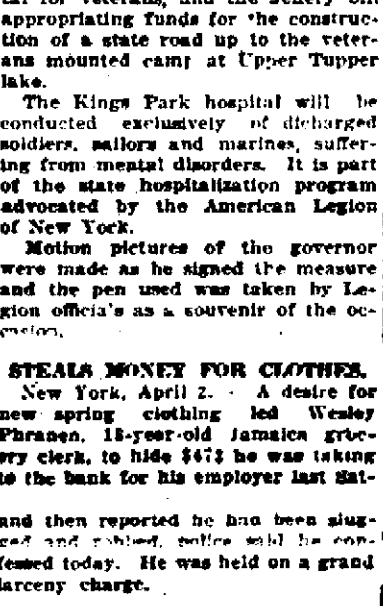 tal for veterans, and the
appropriating funds for the construc-
tion of a state road up to the veter-
ans mounted camp at Upper Tupper
lake.
The Kings Park hospital will be
conducted exclusively of dicharged
soldiers, sailors and marines, suffer-
ing from mental disorders. It is part
of the state hospitalization program
advocated by the American Legion
of New York.
Motion pictures of the governor
were made as he signed the measure
and the pen used was taken by Le-
gion officia's as a souvenir of the oc-
casion.
STEALS MONEY FOR CLOTHES.
New York, April 2. - A desire for
new spring clothing led Wesley
Phranen, 18-year-old Jamaica groc-
ery clerk, to hide he was taking
to the bank for his employer last Sat-
and then reported he had been slug-
ged and robbed, police said he con-
fessed today. He was held on a grand
larceny charge.